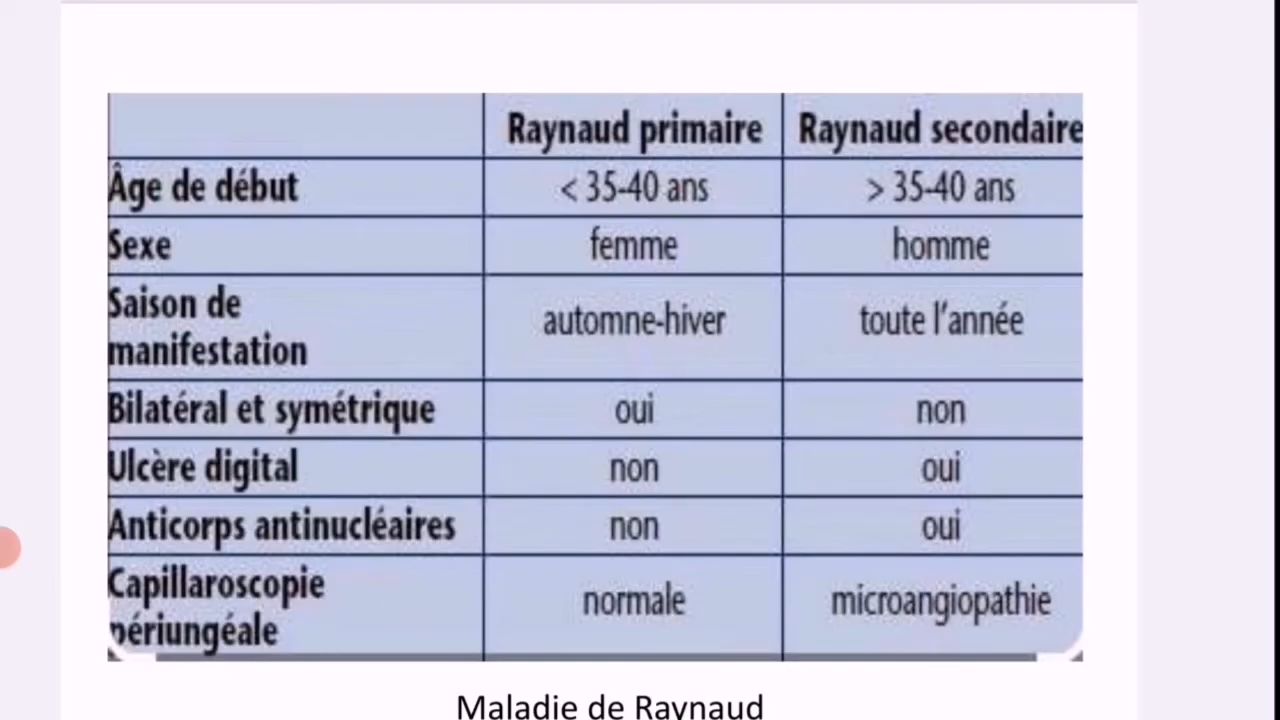 Raynaud primaire Raynaud secondaire
Âge de début < 35-40 ans > 35-40 ans
Sexe femme homme
Saison de
manifestation automne-hiver toute l'année
Bilatéral et symétrique oui non
Ulcère digital non oui
Anticorps antinucléaires non oui
Capillaroscopie
périungéale normale microangiopathie
Maladie de Raynaud